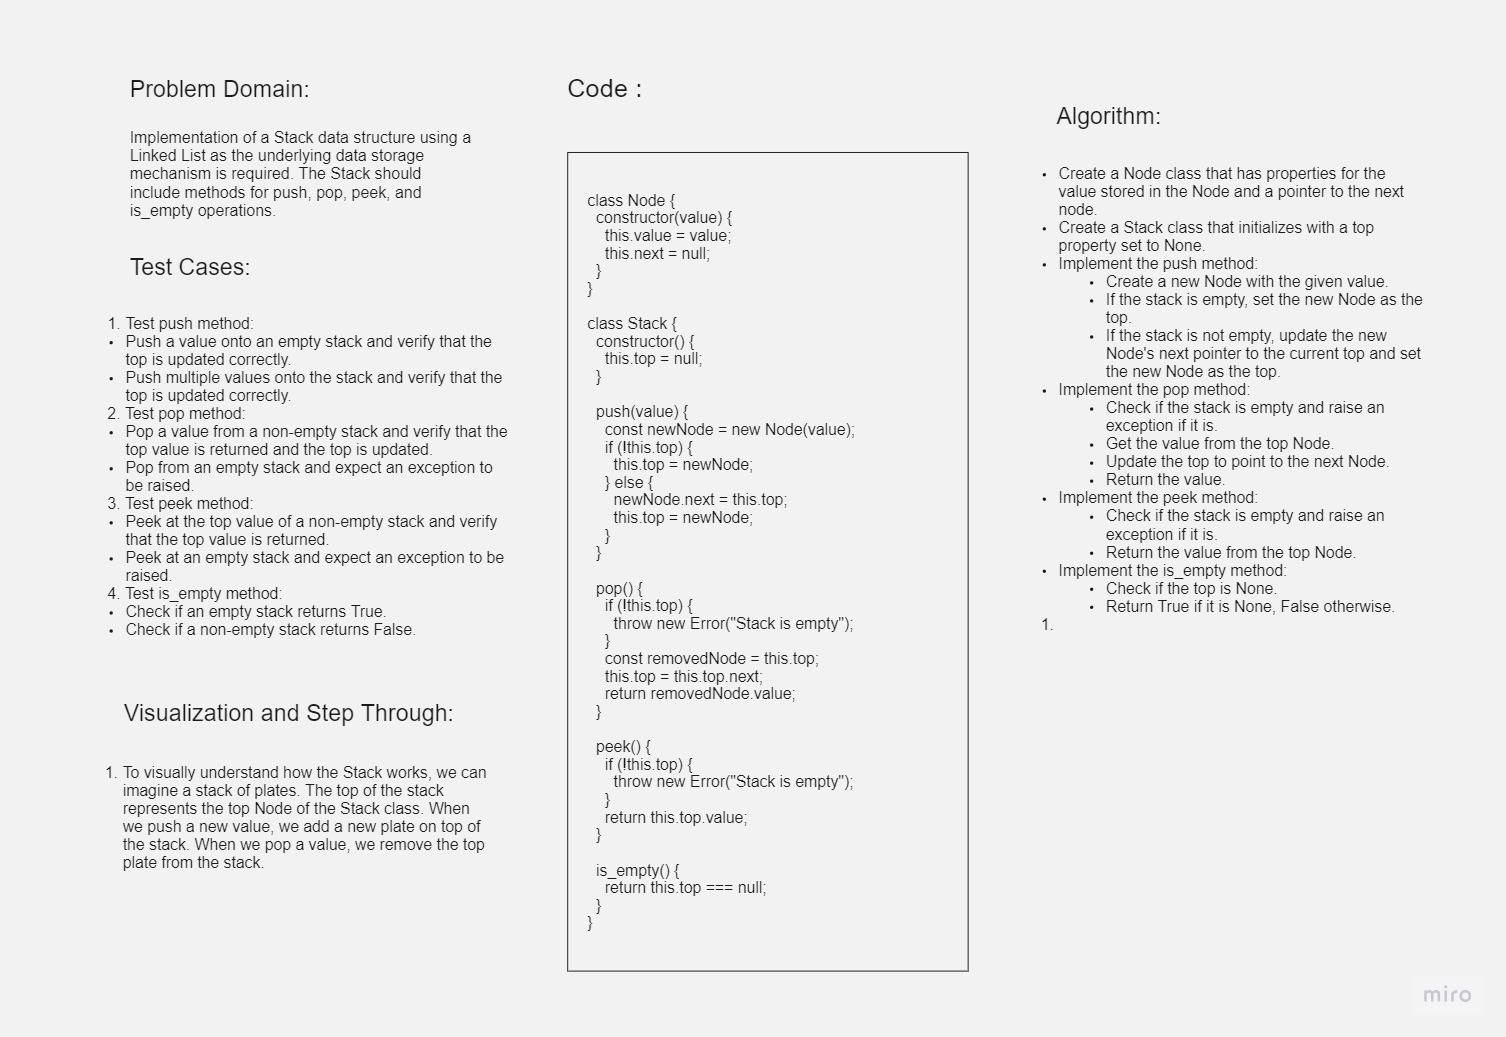 Problem Domain:
Implementation of a Stack data structure using a
Linked List as the underlying data storage
mechanism is required. The Stack should
include methods for push, pop, peek, and
is_empty operations.
Test Cases:
1. Test push method:
• Push a value onto an empty stack and verify that the
top is updated correctly.
• Push multiple values onto the stack and verify that the
top is updated correctly.
2. Test pop method:
• Pop a value from a non-empty stack and verify that the
top value is returned and the top is updated.
• Pop from an empty stack and expect an exception to
be raised.
3. Test peek method:
• Peek at the top value of a non-empty stack and verify
that the top value is returned.
• Peek at an empty stack and expect an exception to be
raised.
4. Test is_empty method:
• Check if an empty stack returns True.
• Check if a non-empty stack returns False.
Visualization and Step Through:
1. To visually understand how the Stack works, we can
imagine a stack of plates. The top of the stack
represents the top Node of the Stack class. When
we push a new value, we add a new plate on top of
the stack. When we pop a value, we remove the top
plate from the stack.
Code :
class Node {
  constructor(value) {
    this.value = value;
    this.next = null;
  }
}
class Stack {
  constructor() {
    this.top = null;
  }
  push(value) {
    const newNode = new Node(value);
    if (!this.top) {
      this.top = newNode;
    } else {
      newNode.next = this.top;
      this.top = newNode;
    }
  }
  pop() {
    if (!this.top) {
      throw new Error("Stack is empty");
    }
    const removedNode = this.top;
    this.top = this.top.next;
    return removedNode.value;
  }
  peek() {
    if (!this.top) {
      throw new Error("Stack is empty");
    }
    return this.top.value;
  }
  is_empty() {
    return this.top === null;
  }
}
Algorithm:
• Create a Node class that has properties for the
value stored in the Node and a pointer to the next
node.
• Create a Stack class that initializes with a top
property set to None.
• Implement the push method:
• Create a new Node with the given value.
• If the stack is empty, set the new Node as the
top.
• If the stack is not empty, update the new
Node's next pointer to the current top and set
the new Node as the top.
• Implement the pop method:
• Check if the stack is empty and raise an
exception if it is.
• Get the value from the top Node.
• Update the top to point to the next Node.
• Return the value.
• Implement the peek method:
• Check if the stack is empty and raise an
exception if it is.
• Return the value from the top Node.
• Implement the is_empty method:
• Check if the top is None.
• Return True if it is None, False otherwise.
1.
miro